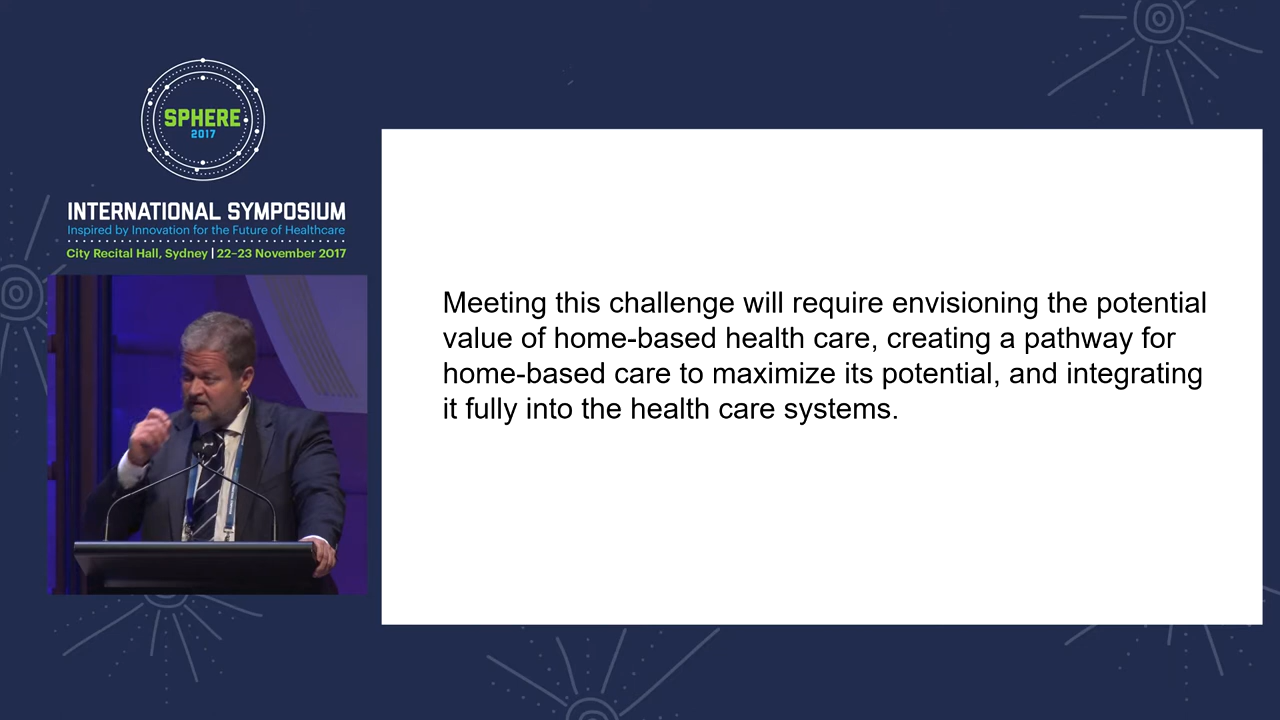 SPHERE
2017
INTERNATIONAL SYMPOSIUM
Inspired by Innovation for the Future of Healthcare
City Recital Hall, Sydney | 22–23 November 2017
Meeting this challenge will require envisioning the potential
value of home-based health care, creating a pathway for
home-based care to maximize its potential, and integrating
it fully into the health care systems.